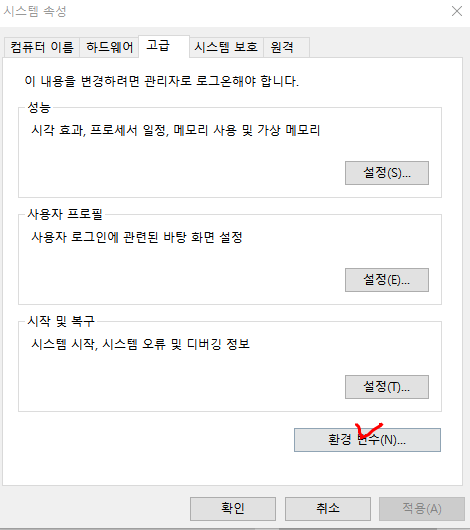 시스템 속성
컴퓨터 이름 하드웨어 고급 시스템 보호 원격
이 내용을 변경하려면 관리자로 로그온해야 합니다.
성능
시각 효과, 프로세서 일정, 메모리 사용 및 가상 메모리
설정(S)...
사용자 프로필
사용자 로그인에 관련된 바탕 화면 설정
설정(E)...
시작 및 복구
시스템 시작, 시스템 오류 및 디버깅 정보
설정(T)...
환경 변수(N)...
확인 취소 적용(A)